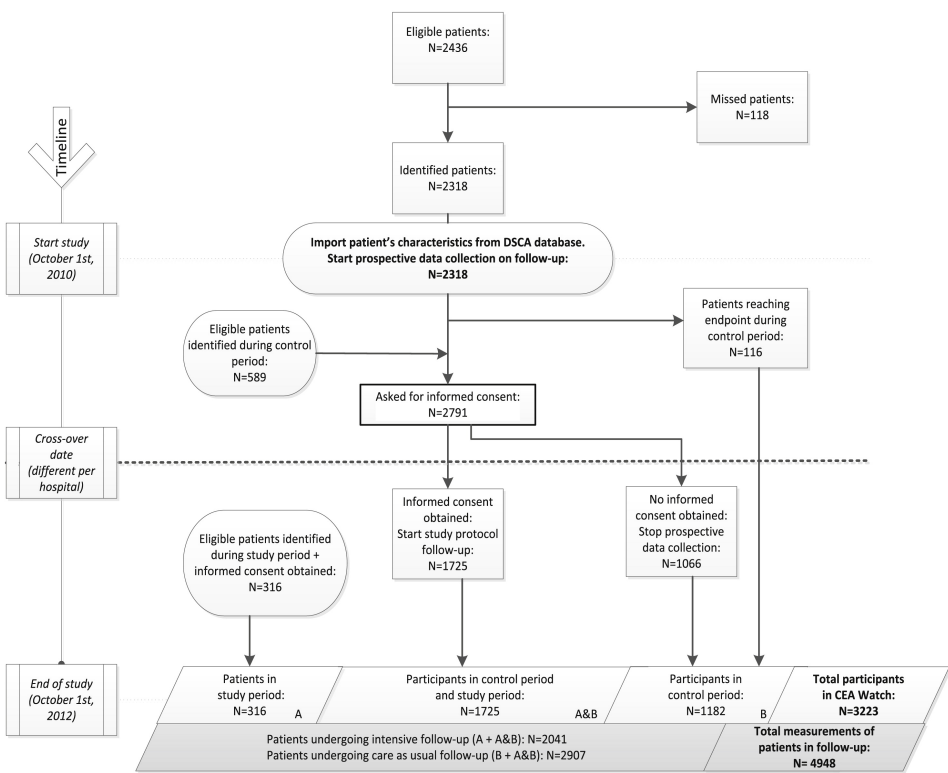 Eligible patients:
N=2436
Missed patients:
N=118
Timeline
Identified patients:
N=2318
Start study
(October 1st,
2010)
Import patient's characteristics from DSCA database.
Start prospective data collection on follow-up:
N=2318
Eligible patients
identified during control
period:
N=589
Patients reaching
endpoint during
control period:
N=116
Asked for informed consent:
N=2791
Cross-over
date
(different per
hospital)
Eligible patients identified
during study period +
informed consent obtained:
N=316
Informed consent
obtained:
Start study protocol
follow-up:
N=1725
No informed
consent obtained:
Stop prospective
data collection:
N=1066
End of study
(October 1st,
2012)
Patients in
study period:
N=316 A
Participants in control period
and study period:
N=1725 A&B
Participants in
control period:
N=1182 B
Total participants
in CEA Watch:
N=3223
Patients undergoing intensive follow-up (A + A&B): N=2041
Patients undergoing care as usual follow-up (B + A&B): N=2907
Total measurements of
patients in follow-up:
N= 4948